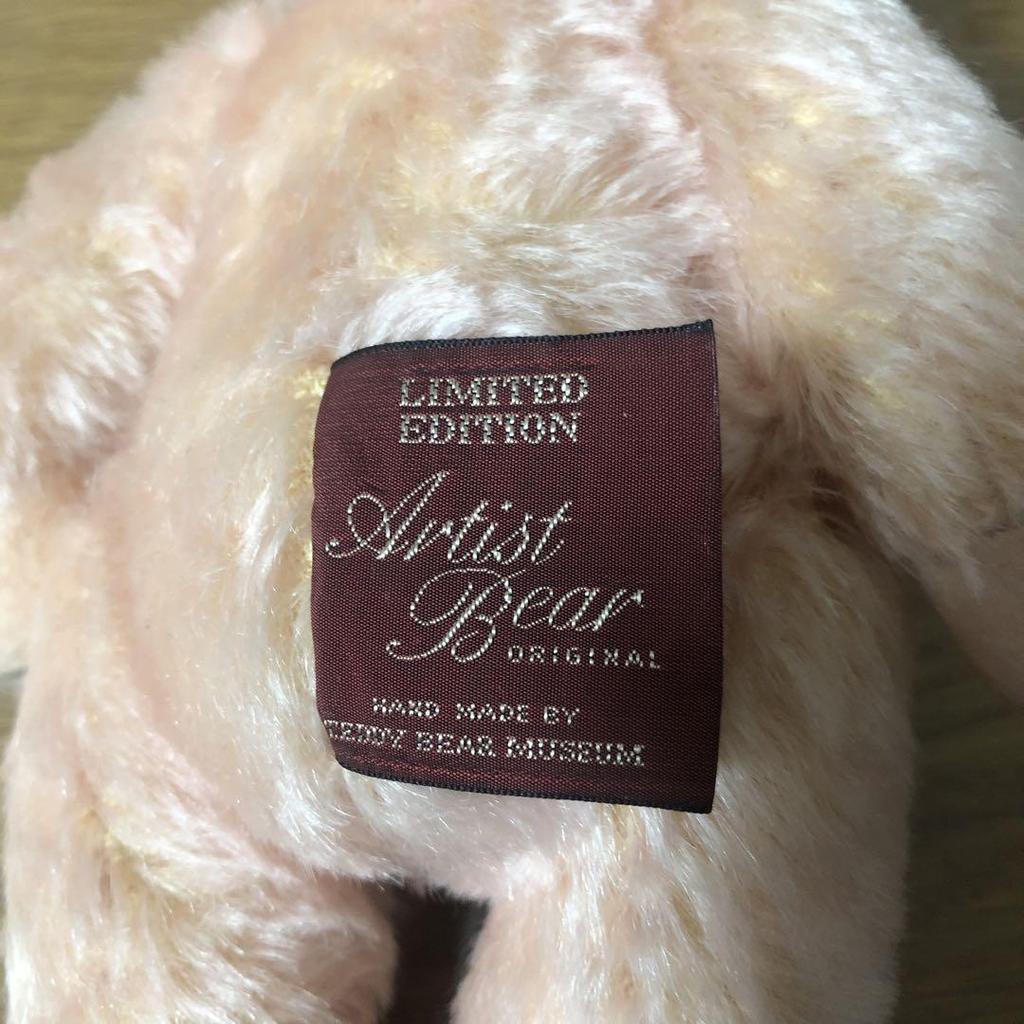 LIMITED
EDITION
Artist
Bear
ORIGINAL
HAND MADE BY
TEDDY BEAR MUSEUM